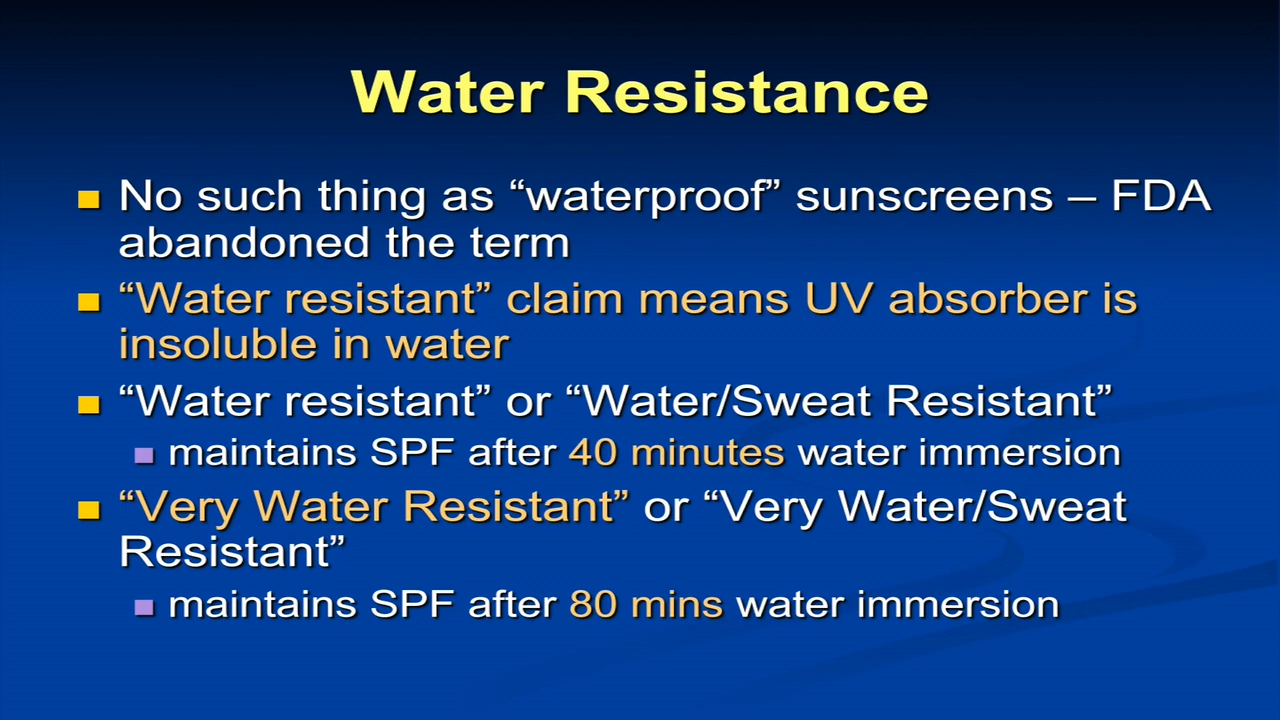 Water Resistance
No such thing as “waterproof” sunscreens – FDA
abandoned the term
“Water resistant” claim means UV absorber is
insoluble in water
“Water resistant” or “Water/Sweat Resistant”
maintains SPF after 40 minutes water immersion
“Very Water Resistant” or “Very Water/Sweat
Resistant”
maintains SPF after 80 mins water immersion